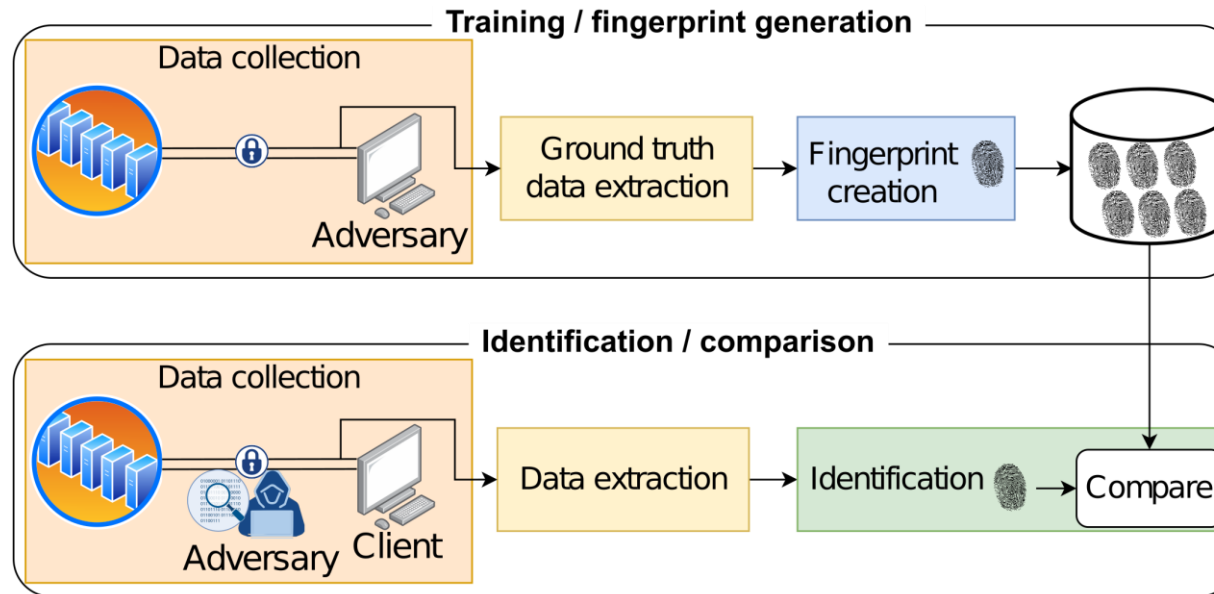 Training / fingerprint generation
Data collection
Adversary
Ground truth
data extraction
Fingerprint
creation
Identification / comparison
Data collection
Adversary
Client
Data extraction
Identification
Compare